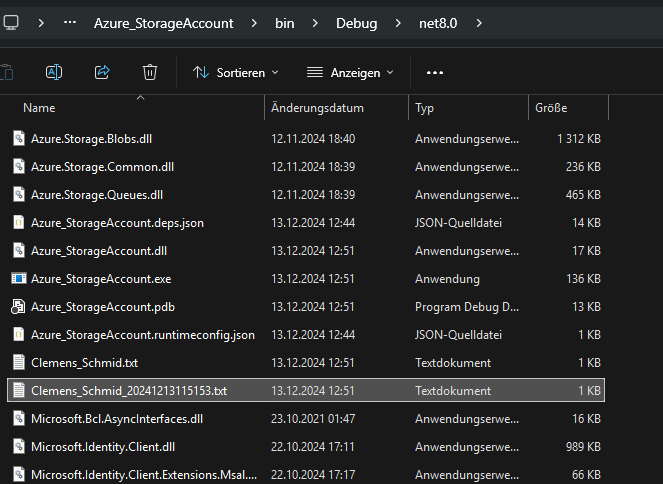 … Azure_StorageAccount > bin > Debug > net8.0 >
Sortieren Anzeigen …
Name Änderungsdatum Typ Größe
Azure.Storage.Blobs.dll 12.11.2024 18:40 Anwendungserwe... 1 312 KB
Azure.Storage.Common.dll 12.11.2024 18:39 Anwendungserwe... 236 KB
Azure.Storage.Queues.dll 12.11.2024 18:39 Anwendungserwe... 465 KB
Azure_StorageAccount.deps.json 13.12.2024 12:44 JSON-Quelldatei 14 KB
Azure_StorageAccount.dll 13.12.2024 12:51 Anwendungserwe... 17 KB
Azure_StorageAccount.exe 13.12.2024 12:51 Anwendung 136 KB
Azure_StorageAccount.pdb 13.12.2024 12:51 Program Debug D... 13 KB
Azure_StorageAccount.runtimeconfig.json 13.12.2024 12:44 JSON-Quelldatei 1 KB
Clemens_Schmid.txt 13.12.2024 12:51 Textdokument 1 KB
Clemens_Schmid_20241213115153.txt 13.12.2024 12:51 Textdokument 1 KB
Microsoft.Bcl.AsyncInterfaces.dll 23.10.2021 01:47 Anwendungserwe... 16 KB
Microsoft.Identity.Client.dll 22.10.2024 17:11 Anwendungserwe... 989 KB
Microsoft.Identity.Client.Extensions.Msal.... 22.10.2024 17:17 Anwendungserwe... 66 KB